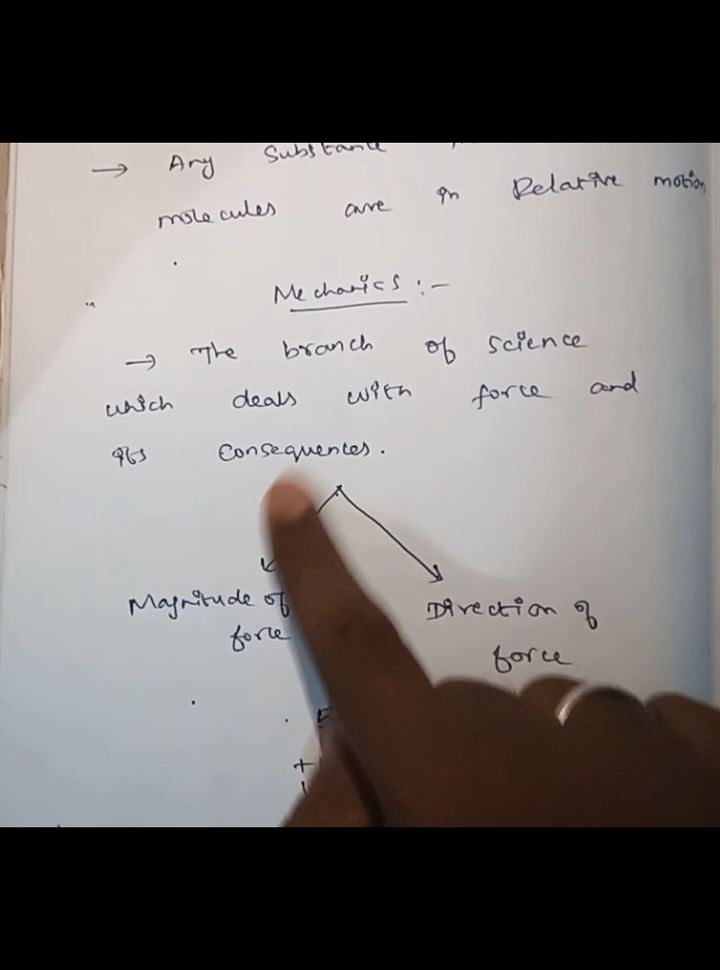 → Any Substance
molecules are in Relative motion
Mechanics :-
→ The branch of science
which deals with force and
its consequences.
Magnitude of Direction of
force force